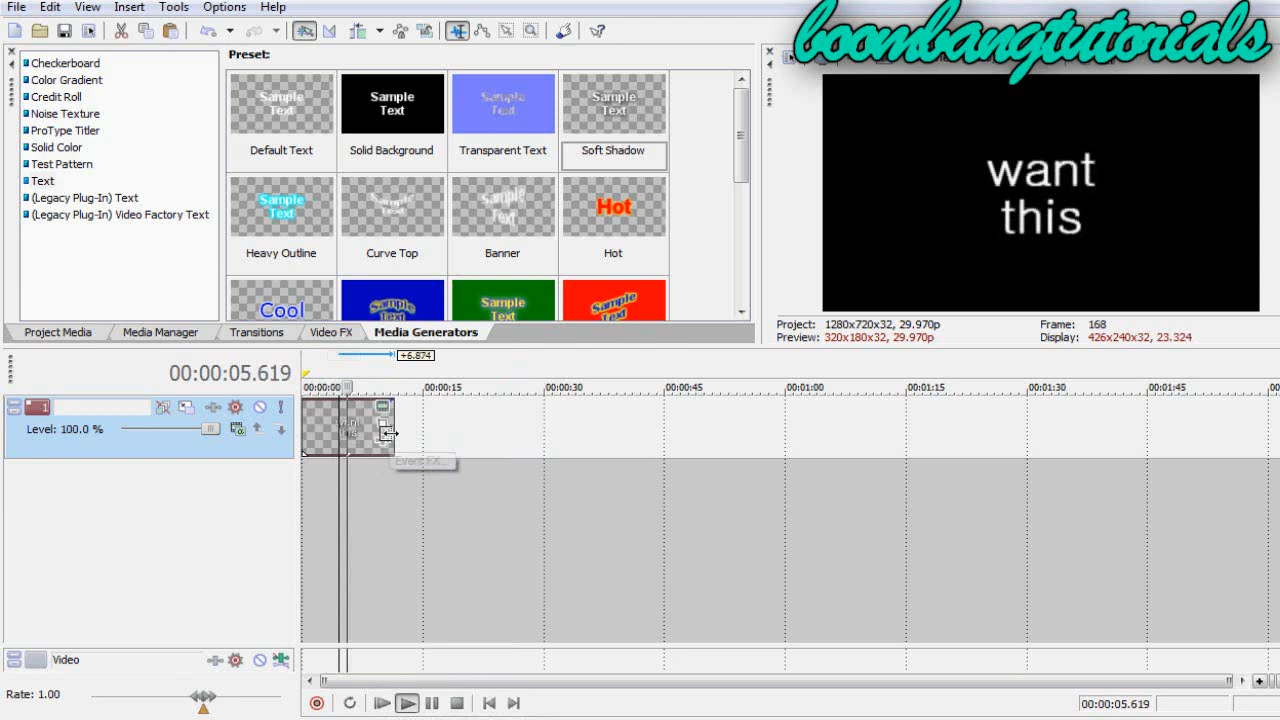 File Edit View Insert Tools Options Help
boombangtutorials
Checkerboard
Color Gradient
Credit Roll
Noise Texture
ProType Titler
Solid Color
Test Pattern
Text
(Legacy Plug-In) Text
(Legacy Plug-In) Video Factory Text
Preset:
Sample Text
Sample Text
Sample Text
Sample Text
Default Text
Solid Background
Transparent Text
Soft Shadow
Sample Text
Sample Text
Sample Text
Hot
Heavy Outline
Curve Top
Banner
Hot
Cool
Sample
Sample Text
Sample Text
Project Media
Media Manager
Transitions
Video FX
Media Generators
want
this
Project: 1280x720x32, 29.970p
Frame: 168
Preview: 320x180x32, 29.970p
Display: 426x240x32, 23.324
+6.874
00:00:05.619
00:00:00 00:00:15 00:00:30 00:00:45 00:01:00 00:01:15 00:01:30 00:01:45
1
Level: 100.0 %
Event FX...
Video
Rate: 1.00
00:00:05.619